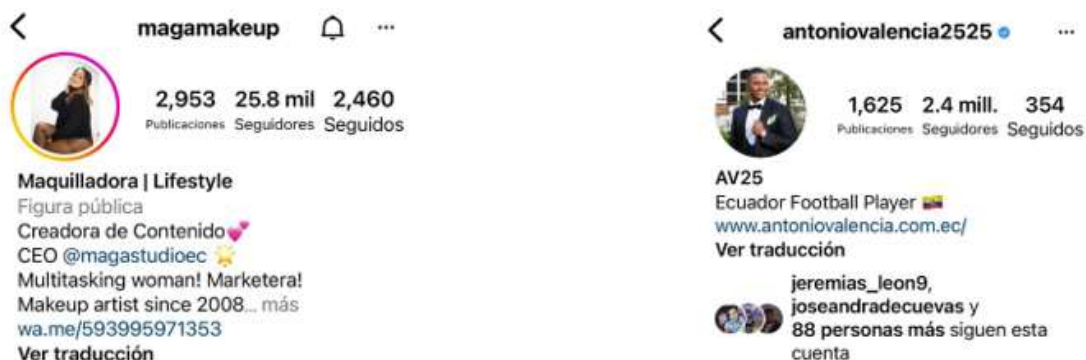 magamakeup
2,953 25.8 mil 2,460
Publicaciones Seguidores Seguidos
Maquilladora | Lifestyle
Figura pública
Creadora de Contenido💕
CEO @magastudioec 🌟
Multitasking woman! Marketera!
Makeup artist since 2008... más
wa.me/593995971353
Ver traducción
antoniovalencia2525
1,625 2.4 mill. 354
Publicaciones Seguidores Seguidos
AV25
Ecuador Football Player 🇪🇨
www.antoniovalencia.com.ec/
Ver traducción
jeremias_leon9,
joseandradecuevas y
88 personas más siguen esta
cuenta